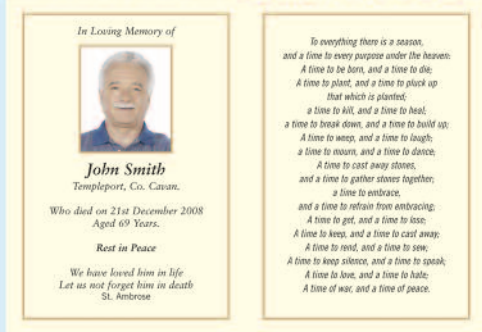 In Loving Memory of
John Smith
Templeport, Co. Cavan.
Who died on 21st December 2008
Aged 69 Years.
Rest in Peace
We have loved him in life
Let us not forget him in death
St. Ambrose
To everything there is a season,
and a time to every purpose under the heaven:
A time to be born, and a time to die;
A time to plant, and a time to pluck up
that which is planted;
a time to kill, and a time to heal;
a time to break down, and a time to build up;
A time to weep, and a time to laugh;
a time to mourn, and a time to dance;
A time to cast away stones,
and a time to gather stones together;
a time to embrace,
and a time to refrain from embracing;
A time to get, and a time to lose;
A time to keep, and a time to cast away;
A time to rend, and a time to sew;
A time to keep silence, and a time to speak;
A time to love, and a time to hate;
A time of war, and a time of peace.